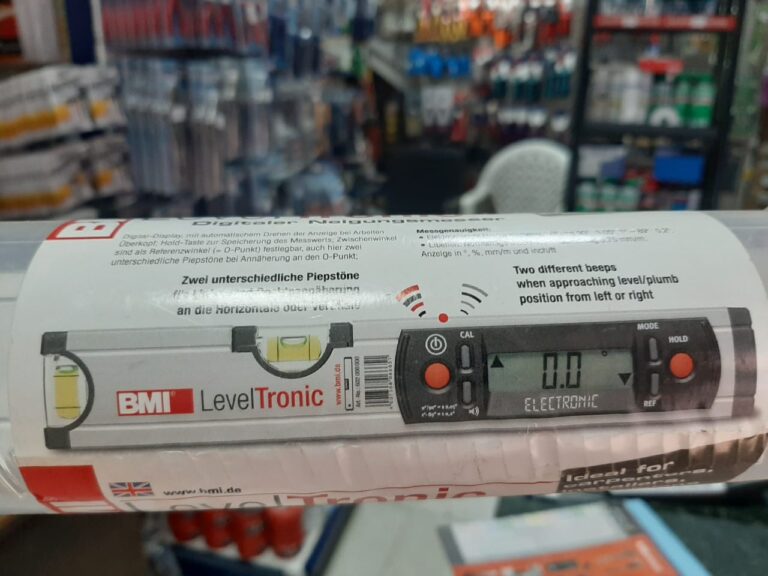 Digitaler Neigungsmesser
Digital-Display, mit automatischem Drehen der Anzeige bei Arbeiten
Überkopf; Hold-Taste zur Speicherung des Messwerts; Zwischenwinkel
sind als Referenzwinkel (= 0-Punkt) festlegbar, auch hier zwei
unterschiedliche Piepstöne bei Annäherung an den 0-Punkt;
Messgenauigkeit:
Anzeige in °, %, mm/m und inch/ft
Zwei unterschiedliche Piepstöne
an die Horizontale oder Vertikale
Two different beeps
when approaching level/plumb
position from left or right
BMI LevelTronic
www.bmi.de
CAL
MODE
HOLD
REF
0.0 °
ELECTRONIC
www.bmi.de
LevelTronic
Ideal for
carpenters,